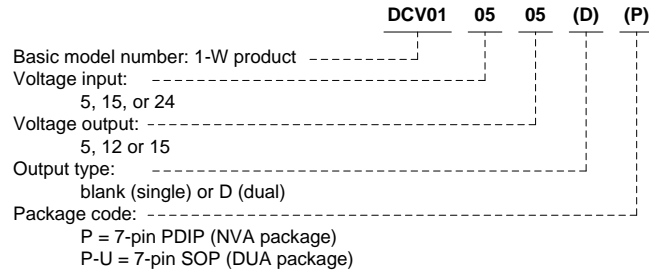 DCV01 05 05 (D) (P)
Basic model number: 1-W product
Voltage input:
5, 15, or 24
Voltage output:
5, 12 or 15
Output type:
blank (single) or D (dual)
Package code:
P = 7-pin PDIP (NVA package)
P-U = 7-pin SOP (DUA package)